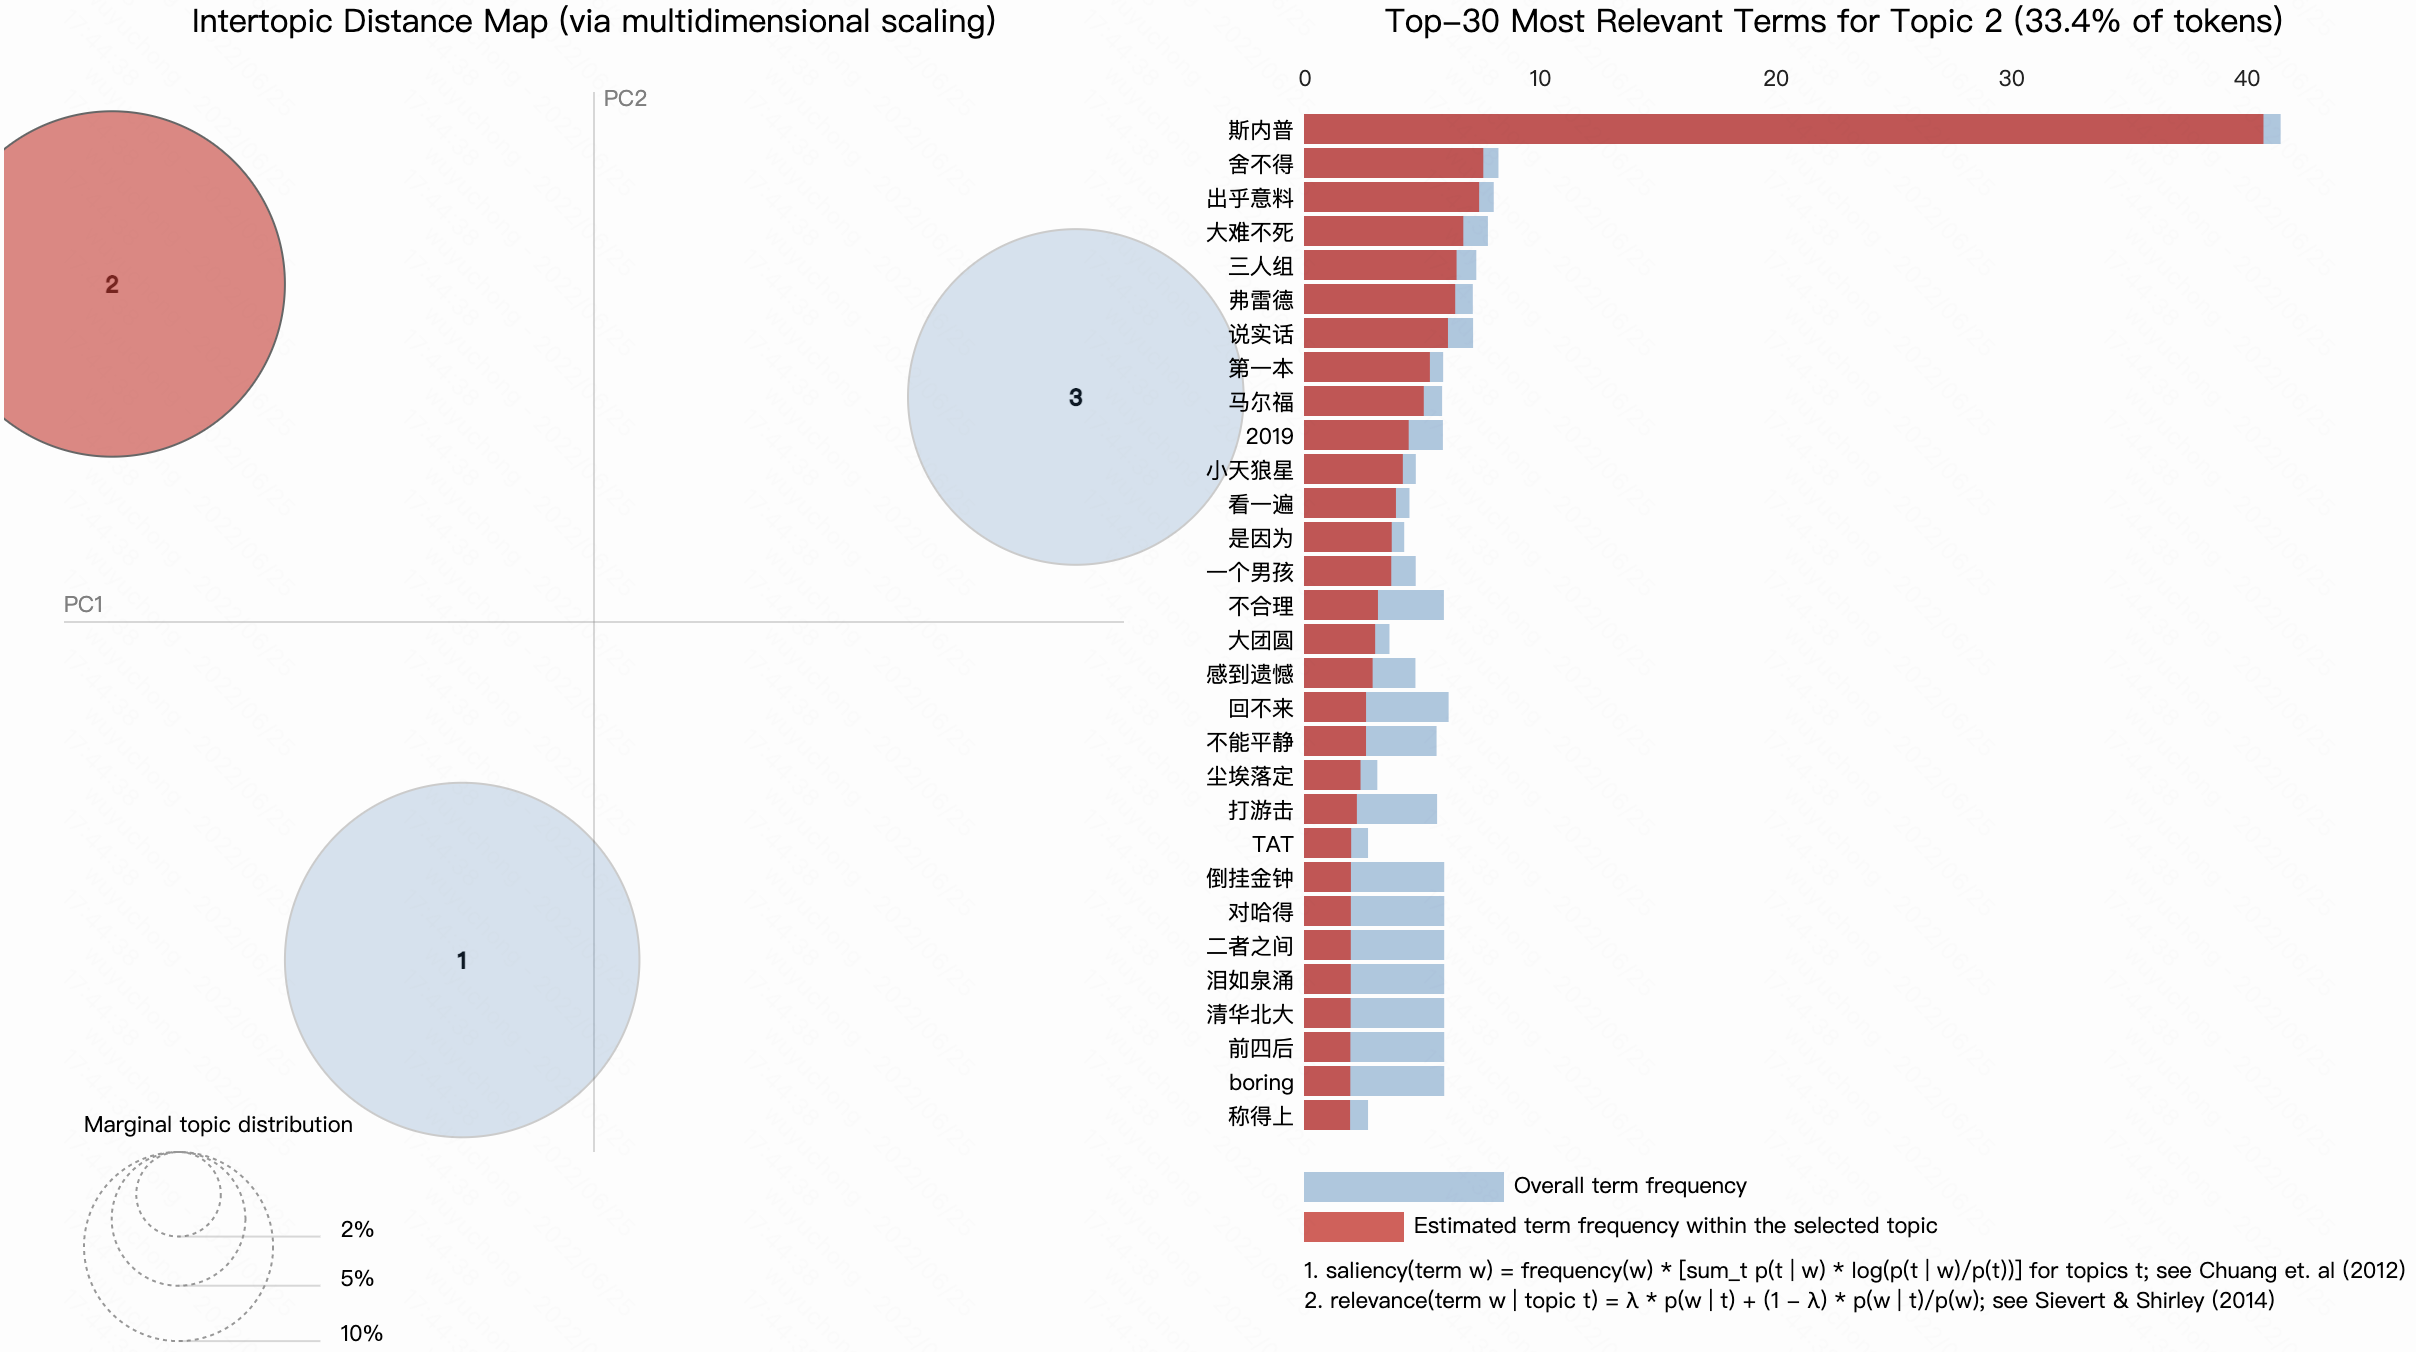 Intertopic Distance Map (via multidimensional scaling)
PC2
2
3
PC1
1
Marginal topic distribution
2%
5%
10%
Top-30 Most Relevant Terms for Topic 2 (33.4% of tokens)
0 10 20 30 40
斯内普
舍不得
出乎意料
大难不死
三人组
弗雷德
说实话
第一本
马尔福
2019
小天狼星
看一遍
是因为
一个男孩
不合理
大团圆
感到遗憾
回不来
不能平静
尘埃落定
打游击
TAT
倒挂金钟
对哈得
二者之间
泪如泉涌
清华北大
前四后
boring
称得上
Overall term frequency
Estimated term frequency within the selected topic
1. saliency(term w) = frequency(w) * [sum_t p(t | w) * log(p(t | w)/p(t))] for topics t; see Chuang et. al (2012)
2. relevance(term w | topic t) = λ * p(w | t) + (1 - λ) * p(w | t)/p(w); see Sievert & Shirley (2014)